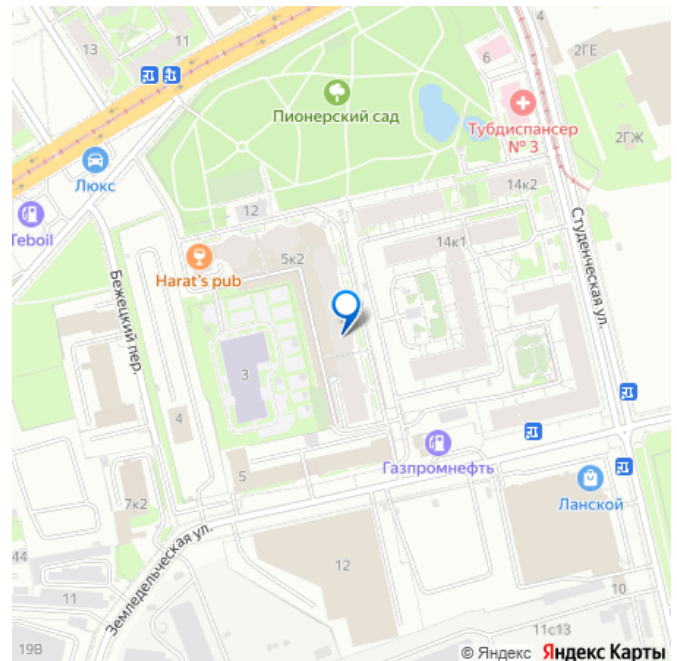 4
2ГЕ
11
13
6
Пионерский сад
Тубдиспансер
№ 3
2ГЖ
Люкс
14к2
12
Teboil
14к1
Студенческая ул.
5к2
Harat's pub
Бежецкий пер.
3
4
Газпромнефть
5
Ланской
7к2
Земледельческая ул.
44
12
11
10
11с13
19В
© Яндекс Яндекс Карты